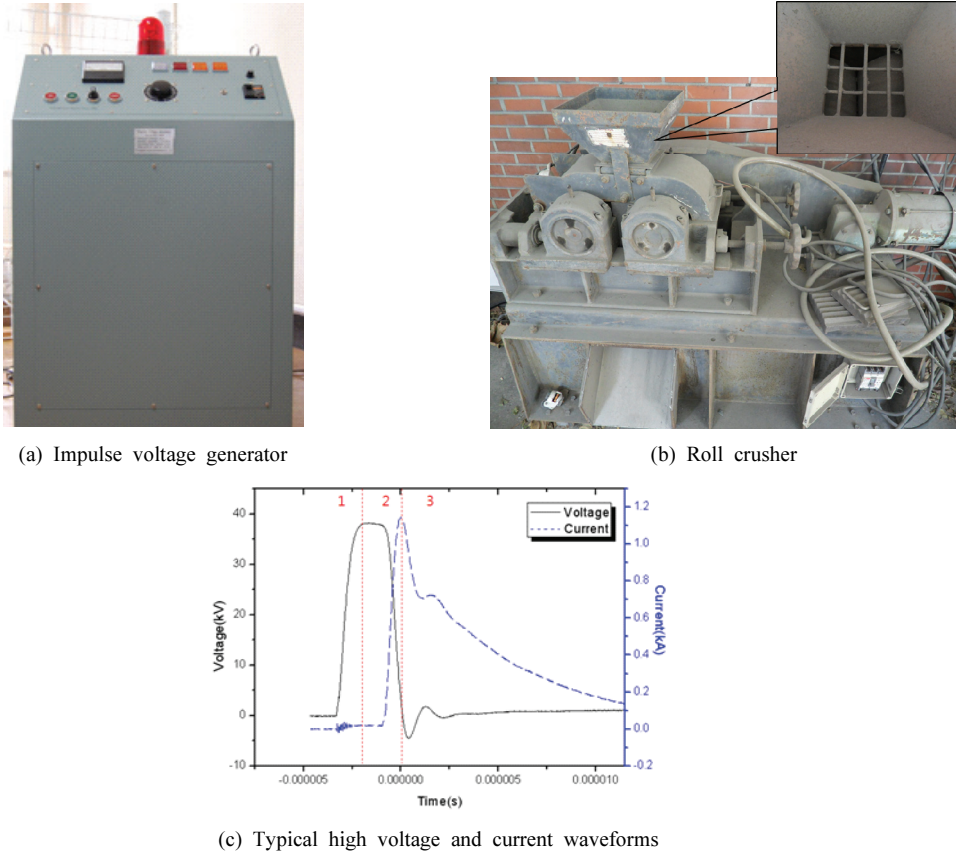 (a) Impulse voltage generator
(b) Roll crusher
1 2 3
Voltage
Current
40
30
20
10
0
-10
Voltage(kV)
1.2
1.0
0.8
0.6
0.4
0.2
0.0
-0.2
Current(kA)
-0.000005 0.000000 0.000005 0.000010
Time(s)
(c) Typical high voltage and current waveforms